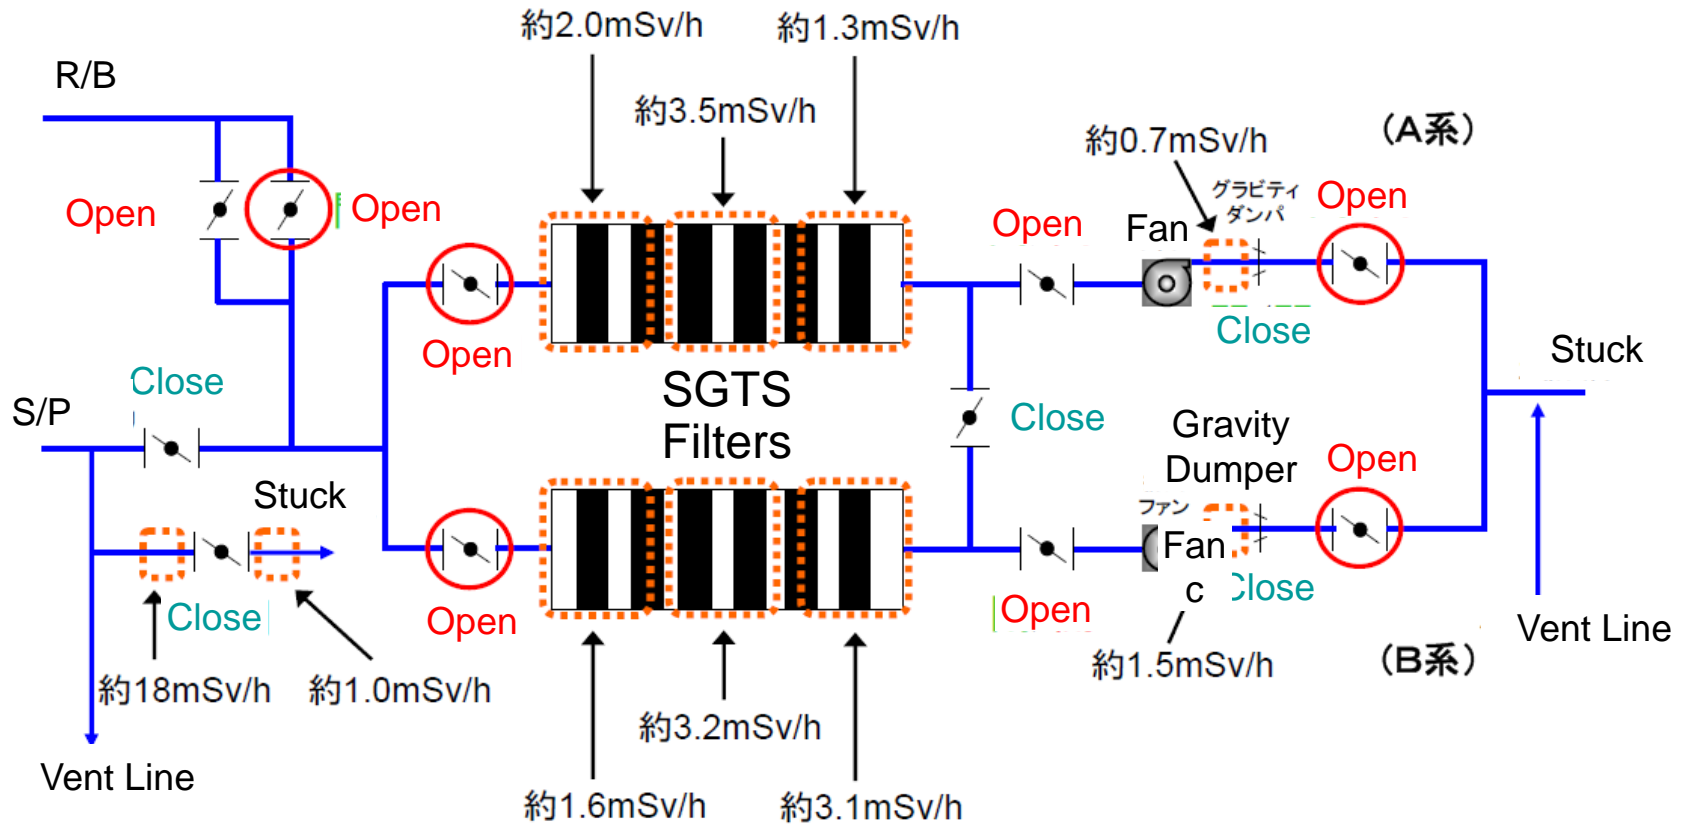 約2.0mSv/h
約1.3mSv/h
R/B
約3.5mSv/h
約0.7mSv/h
(A系)
グラビティ
ダンパ
Open
Open
Open
Fan
Open
Open
Close
Stuck
Close
S/P
SGTS
Filters
Close
Gravity
Dumper
Open
Stuck
ファン
Fan
c
Close
Close
Open
Open
Vent Line
約18mSv/h
約1.0mSv/h
約1.5mSv/h
(B系)
約3.2mSv/h
Vent Line
約1.6mSv/h
約3.1mSv/h